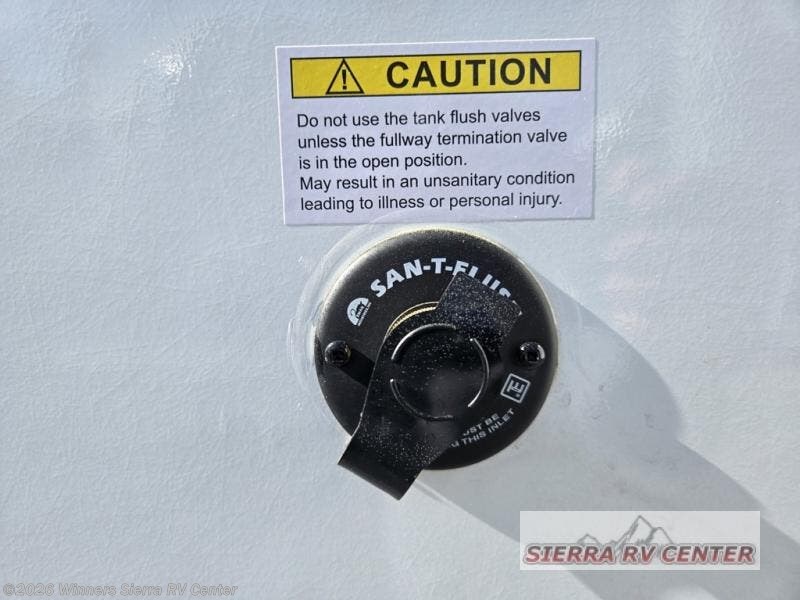 CAUTION
Do not use the tank flush valves
unless the fullway termination valve
is in the open position.
May result in an unsanitary condition
leading to illness or personal injury.
SAN-T-FLUS
UST BE
THIS INLET
SIERRA RV CENTER
©2026 Winners Sierra RV Center